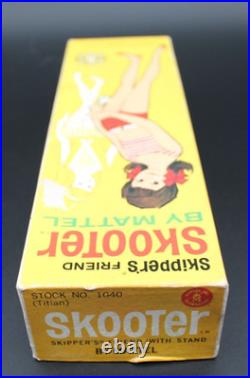 SKIPPER'S FRIEND
SKOOTER
BY MATTEL
STOCK NO. 1040
(Titian)
SKOOTER
SKIPPER'S WITH STAND